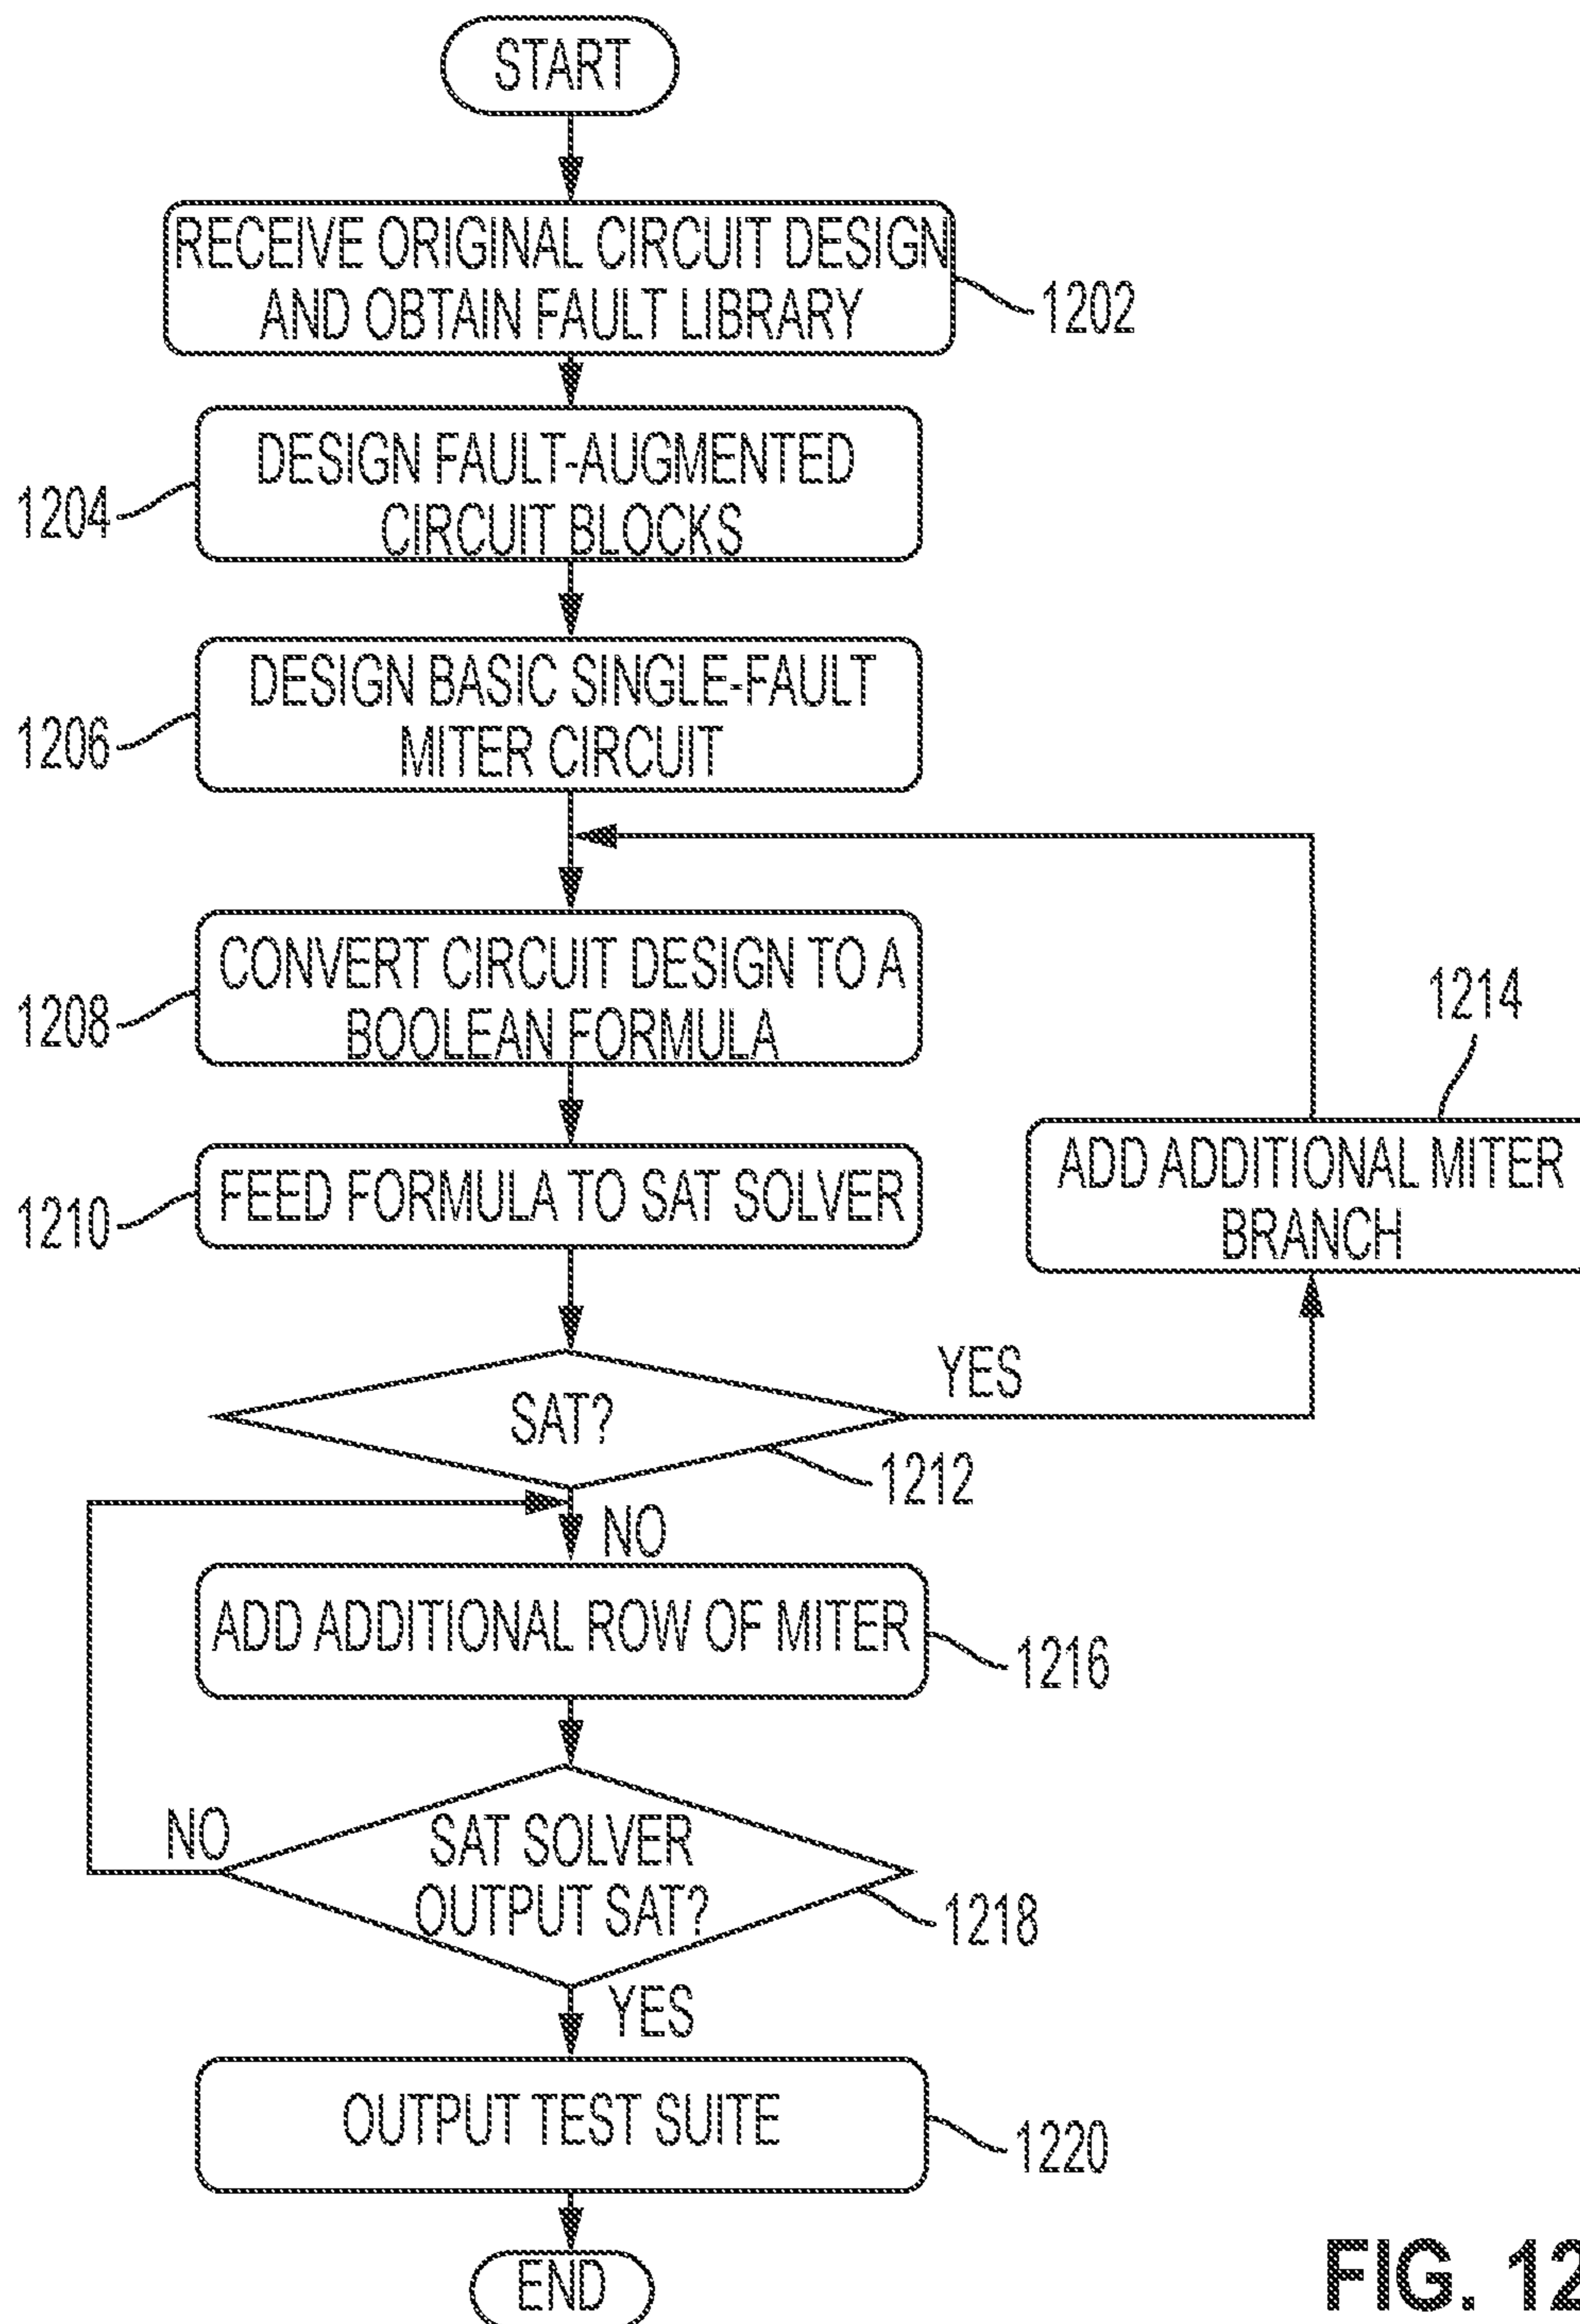 START
RECEIVE ORIGINAL CIRCUIT DESIGN
AND OBTAIN FAULT LIBRARY
1202
DESIGN FAULT-AUGMENTED
CIRCUIT BLOCKS
1204
DESIGN BASIC SINGLE-FAULT
MITER CIRCUIT
1206
CONVERT CIRCUIT DESIGN TO A
BOOLEAN FORMULA
1208
1214
ADD ADDITIONAL MITER
BRANCH
FEED FORMULA TO SAT SOLVER
1210
YES
SAT?
1212
NO
ADD ADDITIONAL ROW OF MITER
1216
NO
SAT SOLVER
OUTPUT SAT?
1218
YES
OUTPUT TEST SUITE
1220
END
FIG. 12